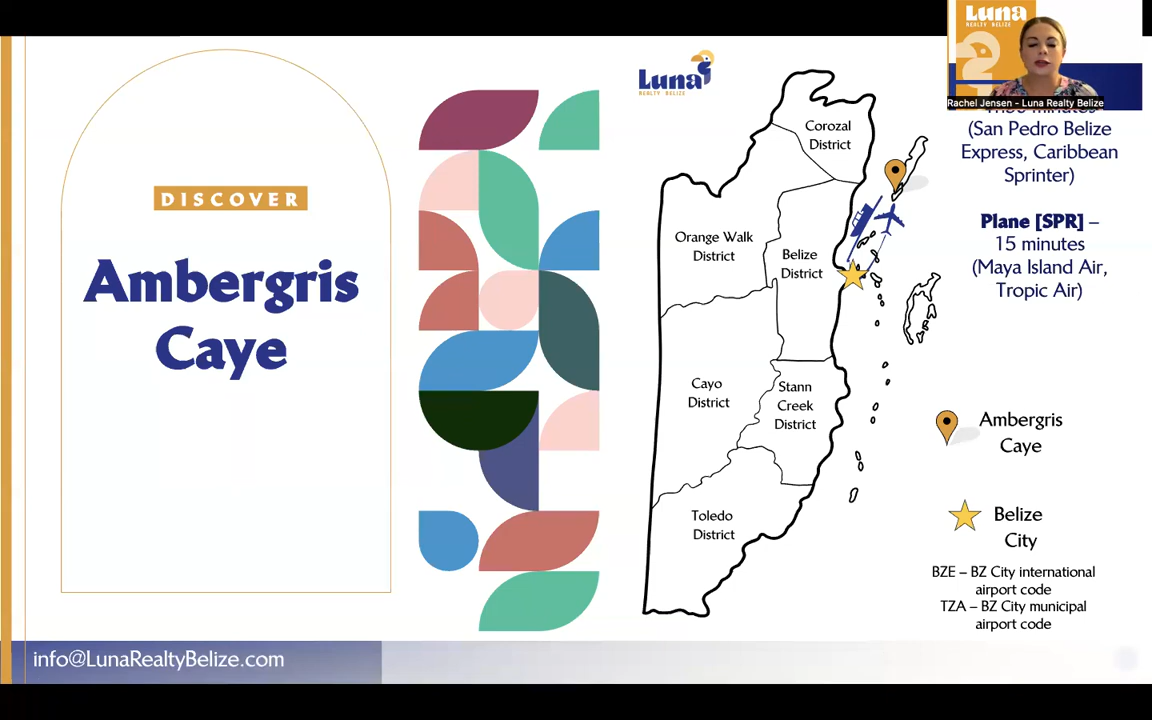 DISCOVER
Ambergris
Caye
Luna
REALTY BELIZE
Corozal
District
Orange Walk
District
Belize
District
Cayo
District
Stann
Creek
District
Toledo
District
Luna
REALTY BELIZE
Rachel Jensen - Luna Realty Belize
minutes
(San Pedro Belize
Express, Caribbean
Sprinter)
Plane [SPR] –
15 minutes
(Maya Island Air,
Tropic Air)
Ambergris
Caye
Belize
City
BZE – BZ City international
airport code
TZA – BZ City municipal
airport code
info@LunaRealtyBelize.com